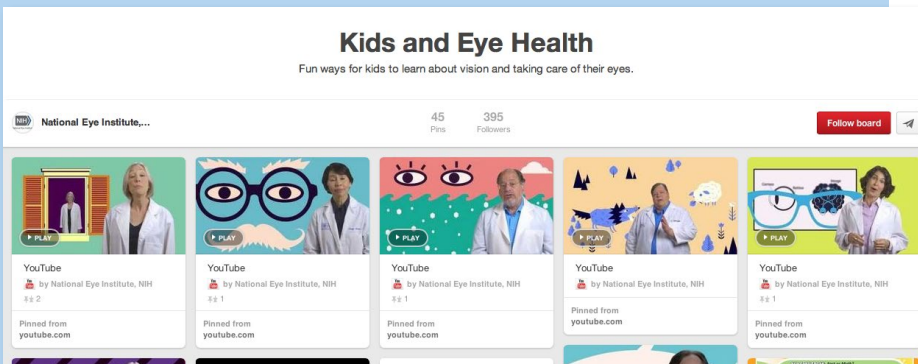 Kids and Eye Health
Fun ways for kids to learn about vision and taking care of their eyes.
NIH National Eye Institute,...
45 395
Pins Followers
Follow board
PLAY PLAY PLAY PLAY PLAY
YouTube YouTube YouTube YouTube YouTube
by National Eye Institute, NIH by National Eye Institute, NIH by National Eye Institute, NIH by National Eye Institute, NIH by National Eye Institute, NIH
2 1 1 1
Pinned from Pinned from Pinned from Pinned from Pinned from
youtube.com youtube.com youtube.com youtube.com youtube.com